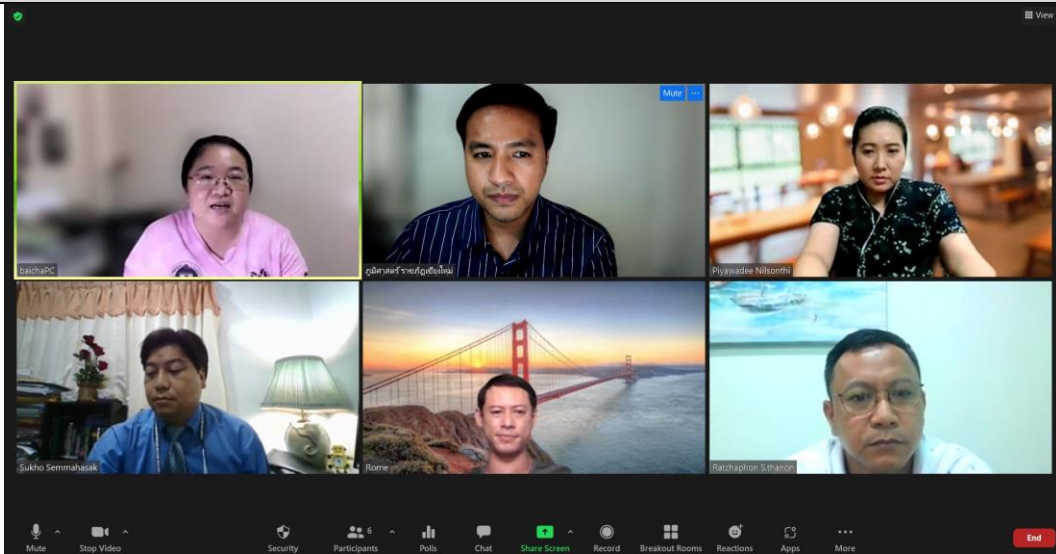 View
Mute
baichaPC
ภูมิศาสตร์ ราชภัฏเชียงใหม่
Piyawadee Nilsonthi
Sukho Semmahasak
Rome
Ratchaphon S.thanon
Mute
Stop Video
Security
6
Participants
Polls
Chat
Share Screen
Record
Breakout Rooms
Reactions
Apps
More
End